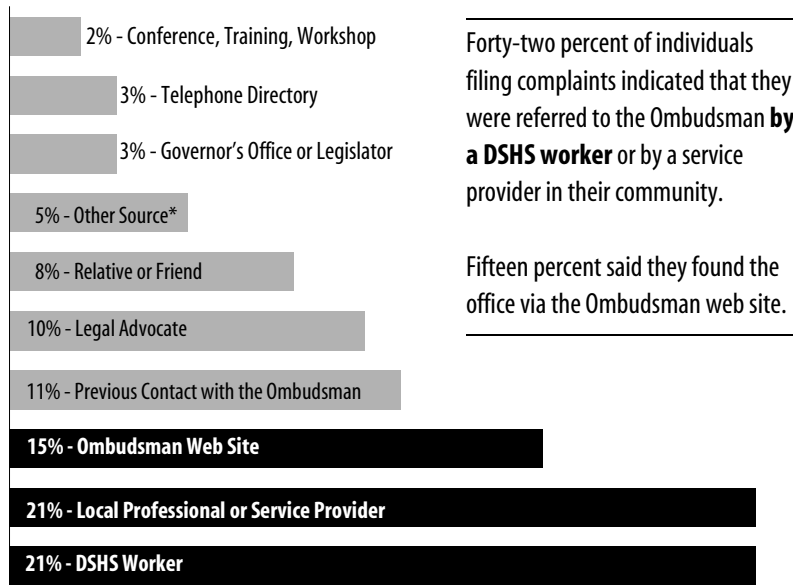 2% - Conference, Training, Workshop
3% - Telephone Directory
3% - Governor's Office or Legislator
5% - Other Source*
8% - Relative or Friend
10% - Legal Advocate
11% - Previous Contact with the Ombudsman
15% - Ombudsman Web Site
21% - Local Professional or Service Provider
21% - DSHS Worker
Forty-two percent of individuals
filing complaints indicated that they
were referred to the Ombudsman by
a DSHS worker or by a service
provider in their community.
Fifteen percent said they found the
office via the Ombudsman web site.